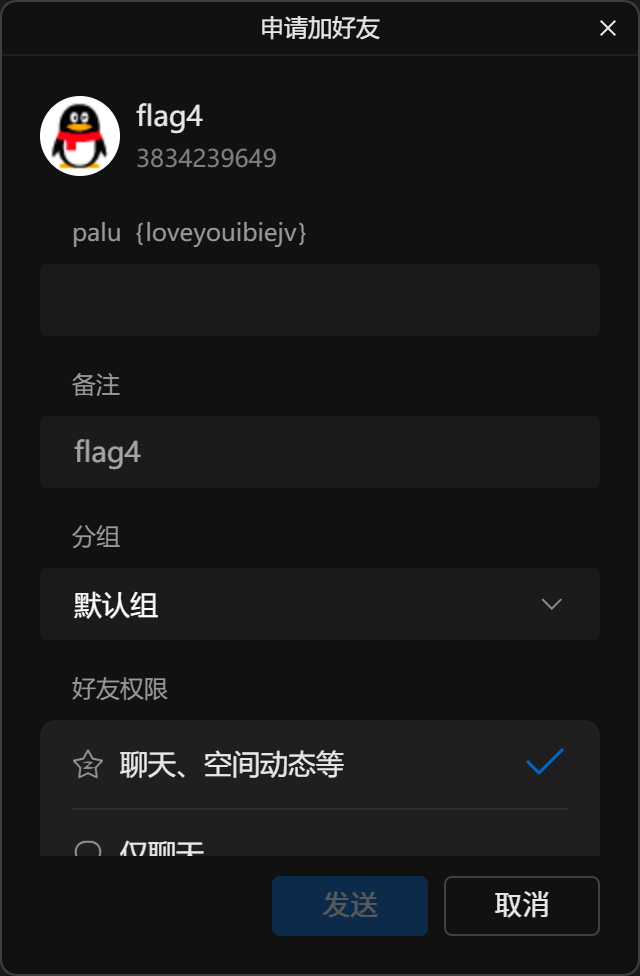 申请加好友
flag4
3834239649
palu {loveyouibiejv}
备注
flag4
分组
默认组
好友权限
聊天、空间动态等
仅聊天
发送 取消